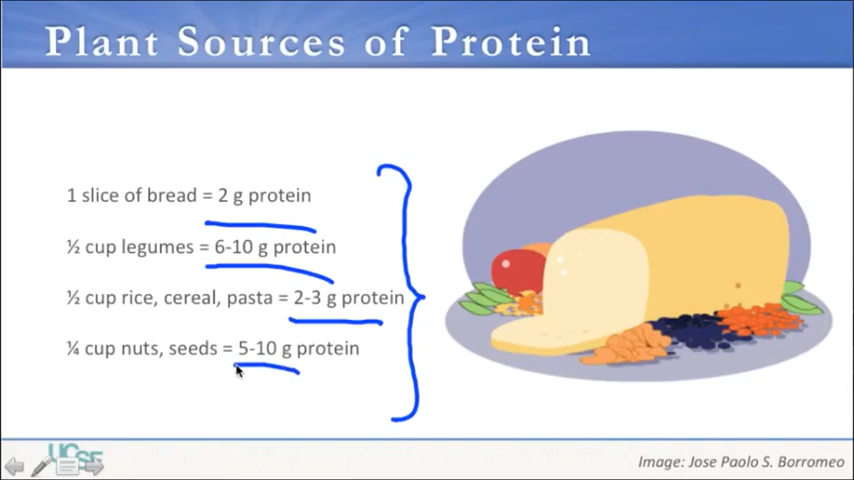 Plant Sources of Protein
1 slice of bread = 2 g protein
½ cup legumes = 6-10 g protein
½ cup rice, cereal, pasta = 2-3 g protein
¼ cup nuts, seeds = 5-10 g protein
UCSF
Image: Jose Paolo S. Borromeo